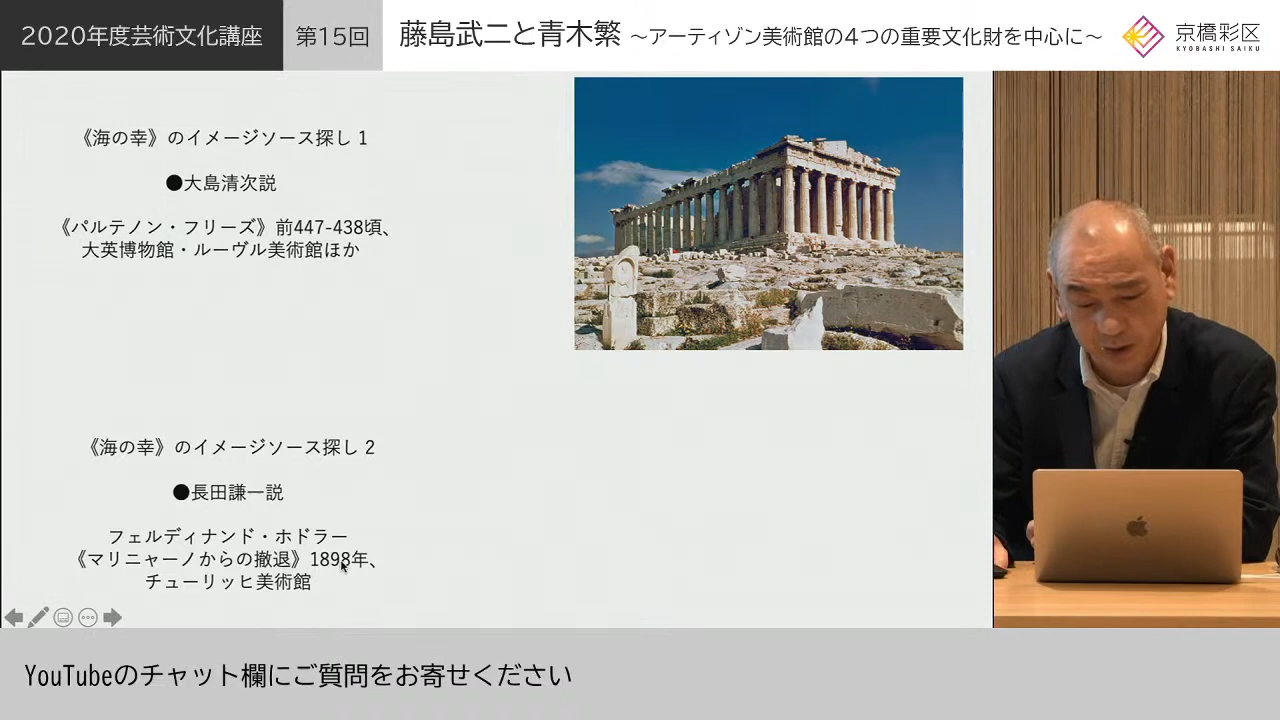 2020年度芸術文化講座
第15回
藤島武二と青木繁 ～アーティゾン美術館の4つの重要文化財を中心に～
京橋彩区
KYOBASHI SAIKU
《海の幸》のイメージソース探し 1
●大島清次説
《パルテノン・フリーズ》前447-438頃、
大英博物館・ルーヴル美術館ほか
《海の幸》のイメージソース探し 2
●長田謙一説
フェルディナンド・ホドラー
《マリニャーノからの撤退》1898年、
チューリッヒ美術館
YouTubeのチャット欄にご質問をお寄せください